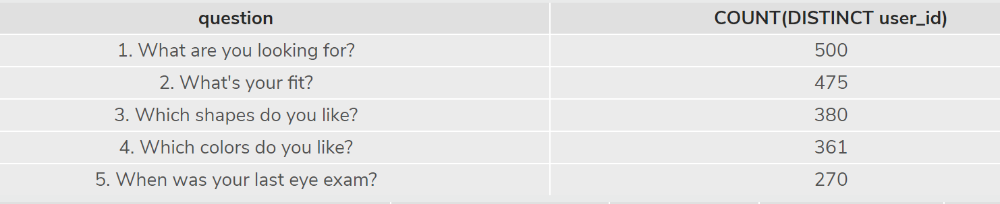 question COUNT(DISTINCT user_id)
1. What are you looking for? 500
2. What's your fit? 475
3. Which shapes do you like? 380
4. Which colors do you like? 361
5. When was your last eye exam? 270